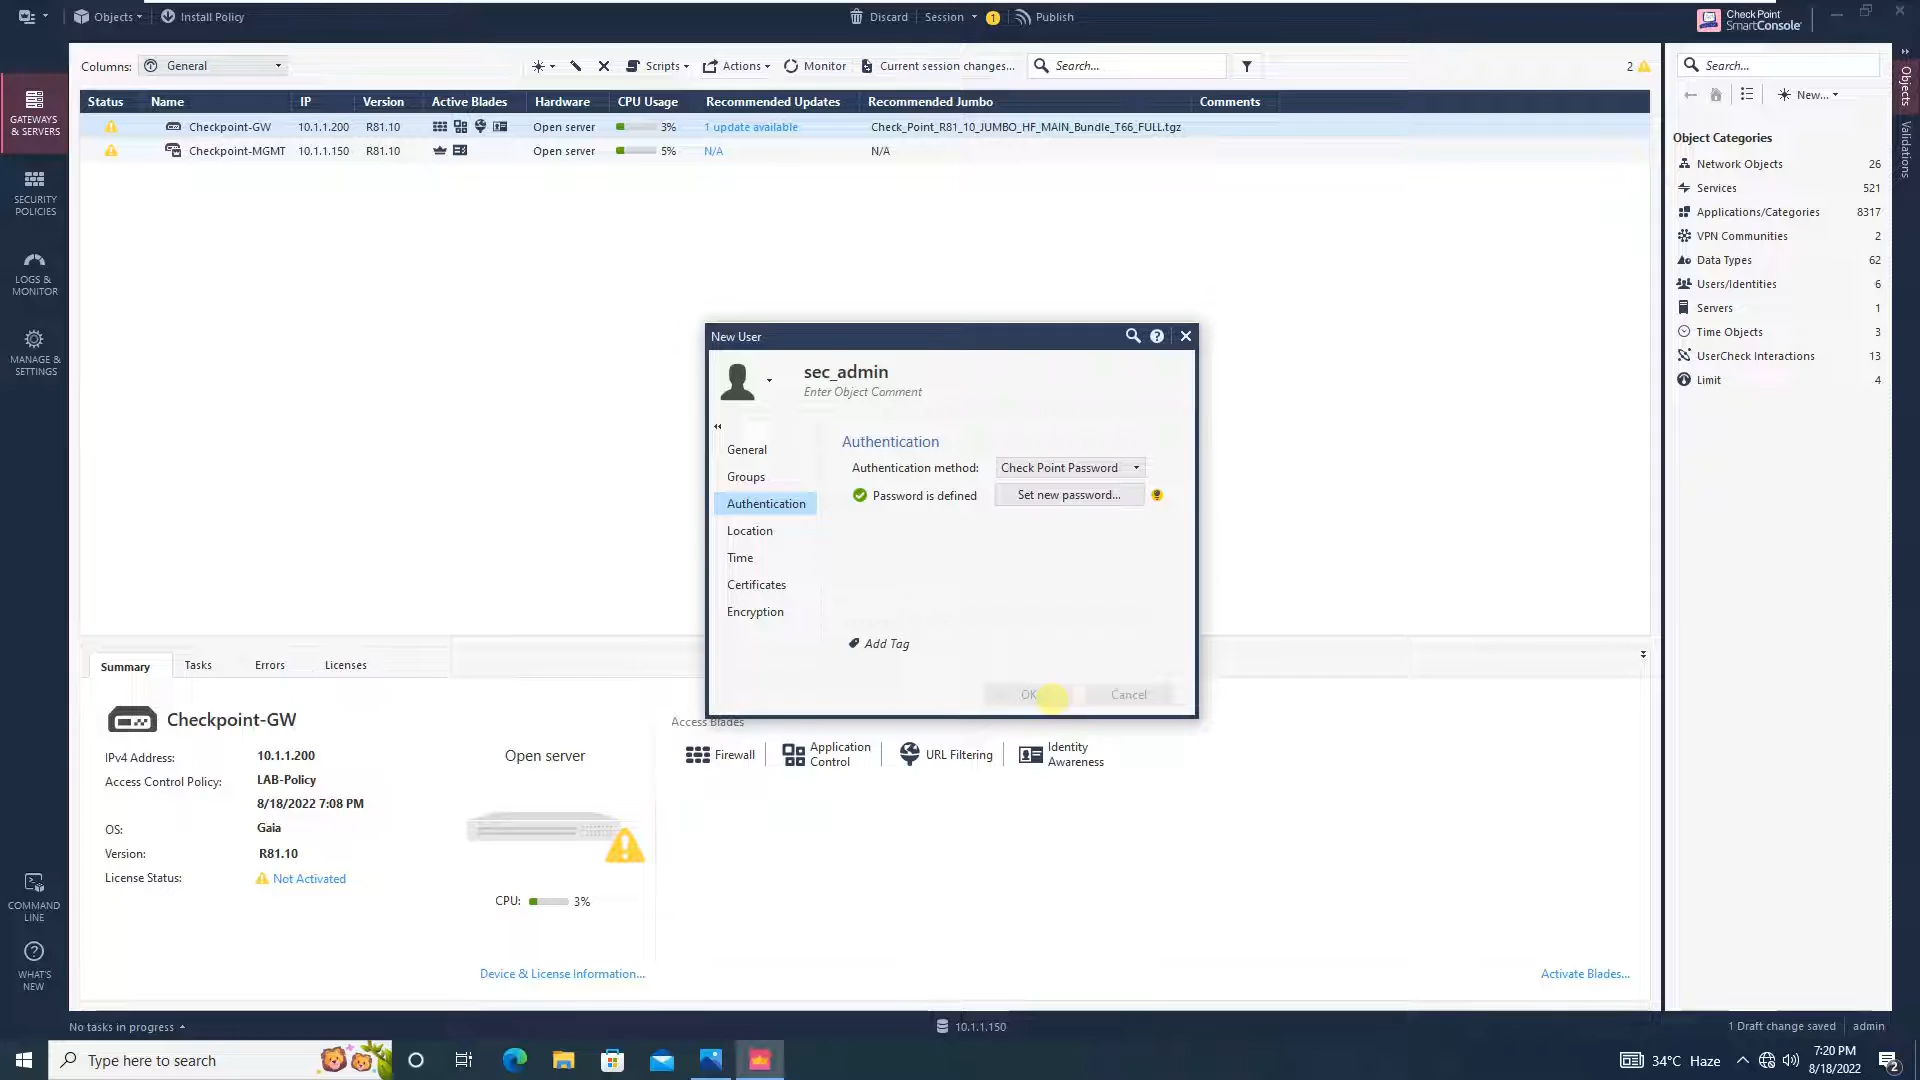 Objects
Install Policy
Discard
Session
1
Publish
Check Point
SmartConsole
Columns:
General
Scripts
Actions
Monitor
Current session changes...
Search...
2
Status
Name
IP
Version
Active Blades
Hardware
CPU Usage
Recommended Updates
Recommended Jumbo
Comments
Checkpoint-GW
10.1.1.200
R81.10
Open server
3%
1 update available
Check_Point_R81_10_JUMBO_HF_MAIN_Bundle_T66_FULL.tgz
Checkpoint-MGMT
10.1.1.150
R81.10
Open server
5%
N/A
N/A
GATEWAYS
& SERVERS
SECURITY
POLICIES
LOGS &
MONITOR
MANAGE &
SETTINGS
COMMAND
LINE
WHAT'S
NEW
New User
sec_admin
Enter Object Comment
General
Groups
Authentication
Location
Time
Certificates
Encryption
Authentication
Authentication method:
Check Point Password
Password is defined
Set new password...
Add Tag
OK
Cancel
Summary
Tasks
Errors
Licenses
Checkpoint-GW
IPv4 Address:
10.1.1.200
Access Control Policy:
LAB-Policy
8/18/2022 7:08 PM
OS:
Gaia
Version:
R81.10
License Status:
Not Activated
Open server
CPU:
3%
Device & License Information...
Access Blades
Firewall
Application
Control
URL Filtering
Identity
Awareness
Activate Blades...
Search...
New...
Object Categories
Network Objects
26
Services
521
Applications/Categories
8317
VPN Communities
2
Data Types
62
Users/Identities
6
Servers
1
Time Objects
3
UserCheck Interactions
13
Limit
4
Objects
Validations
No tasks in progress
10.1.1.150
1 Draft change saved
admin
Type here to search
34°C Haze
7:20 PM
8/18/2022
2